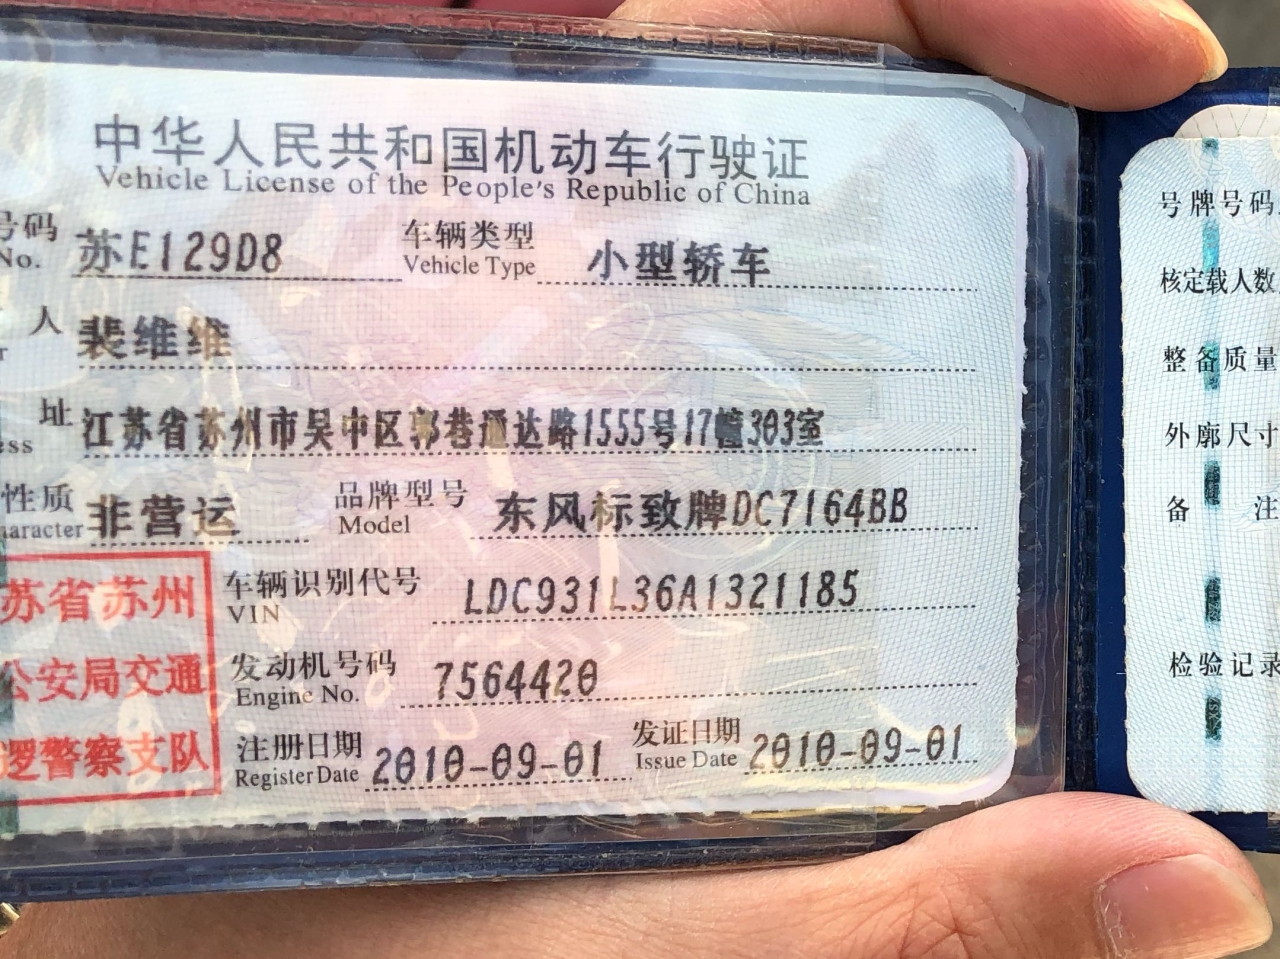 中华人民共和国机动车行驶证
Vehicle License of the People's Republic of China
号码 苏E129D8 车辆类型 小型轿车
No. Vehicle Type
人 裴维维
址 江苏省苏州市吴中区郭巷通达路1555号17幢303室
性质 非营运 品牌型号 东风标致牌DC7164BB
Model
车辆识别代号 LDC931L36A1321185
VIN
发动机号码 7564420
Engine No.
注册日期 2010-09-01 发证日期 2010-09-01
Register Date Issue Date
苏省苏州
公安局交通
逻警察支队
号牌号码
核定载人数
整备质量
外廓尺寸
备 注
检验记录